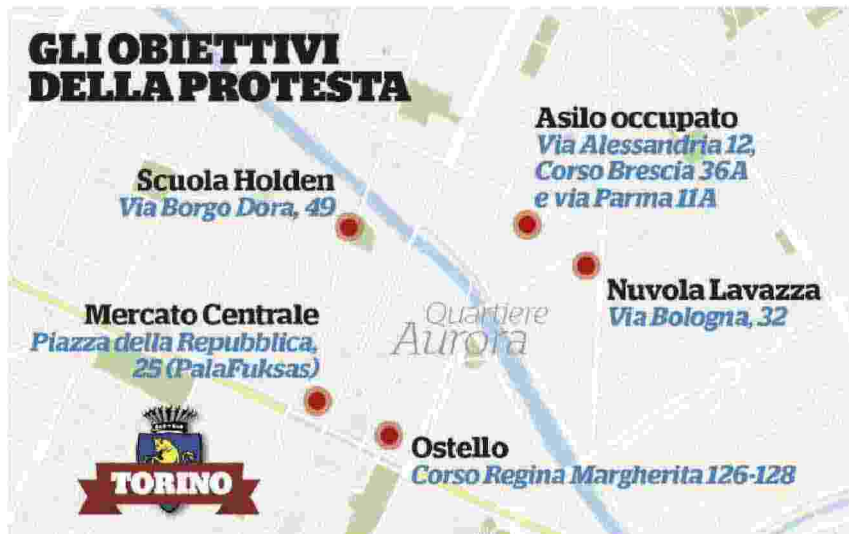 GLI OBIETTIVI
DELLA PROTESTA
Asilo occupato
Via Alessandria 12,
Corso Brescia 36A
e via Parma 11A
Scuola Holden
Via Borgo Dora, 49
Nuvola Lavazza
Via Bologna, 32
Quartiere
Aurora
Mercato Centrale
Piazza della Repubblica,
25 (PalaFuksas)
Ostello
Corso Regina Margherita 126-128
TORINO